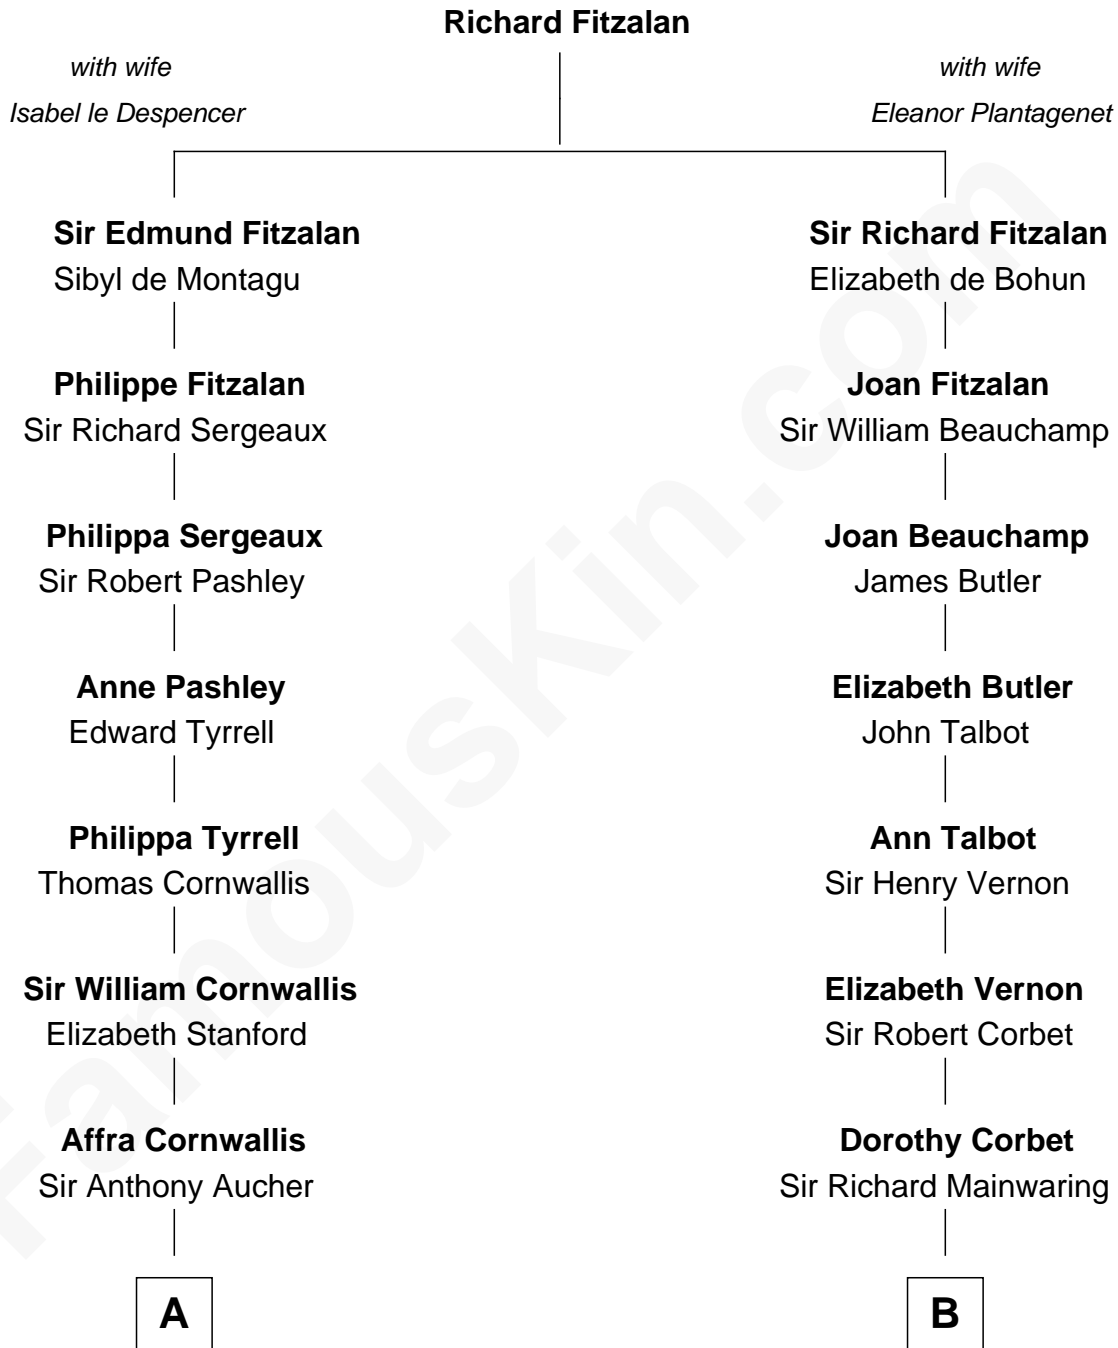 Richard Fitzalan
with wife
Isabel le Despencer
with wife
Eleanor Plantagenet
Sir Edmund Fitzalan
Sibyl de Montagu
Sir Richard Fitzalan
Elizabeth de Bohun
Philippe Fitzalan
Sir Richard Sergeaux
Joan Fitzalan
Sir William Beauchamp
Philippa Sergeaux
Sir Robert Pashley
Joan Beauchamp
James Butler
Anne Pashley
Edward Tyrrell
Elizabeth Butler
John Talbot
Philippa Tyrrell
Thomas Cornwallis
Ann Talbot
Sir Henry Vernon
Sir William Cornwallis
Elizabeth Stanford
Elizabeth Vernon
Sir Robert Corbet
Affra Cornwallis
Sir Anthony Aucher
Dorothy Corbet
Sir Richard Mainwaring
A
B
FamousKin.com